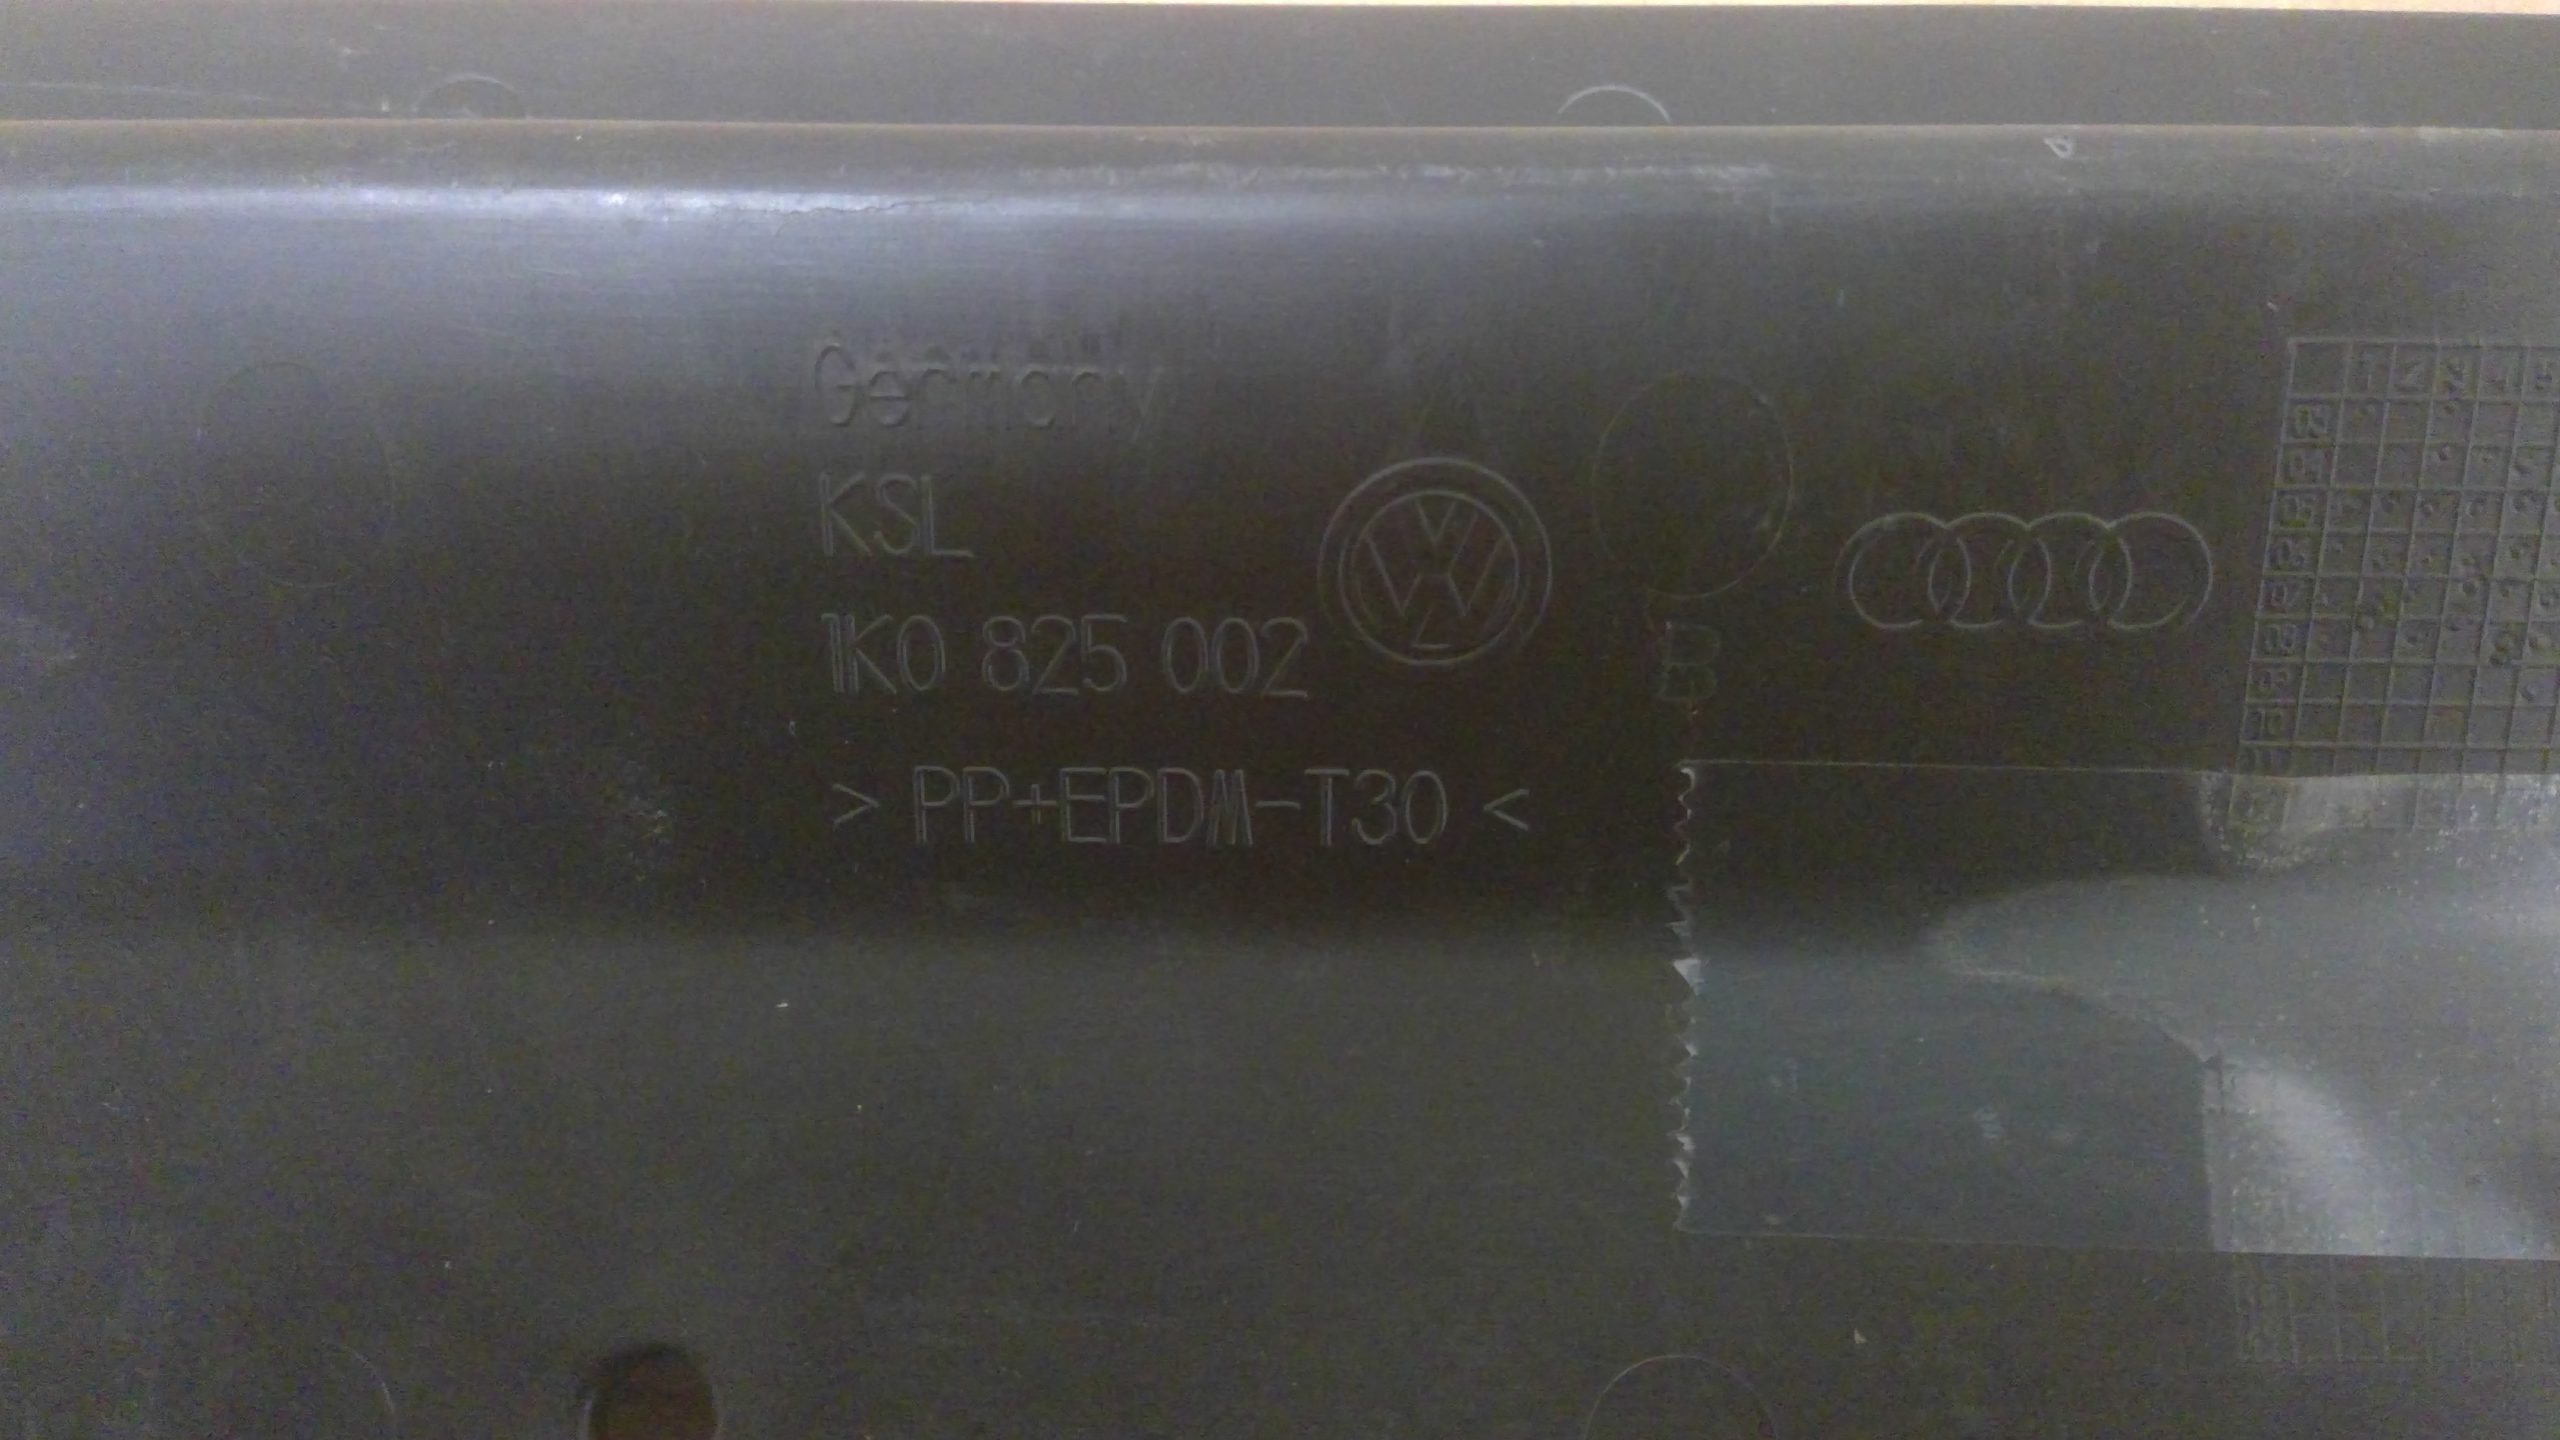 Germany
KSL
1K0 825 002
B
> PP+EPDM-T30 <